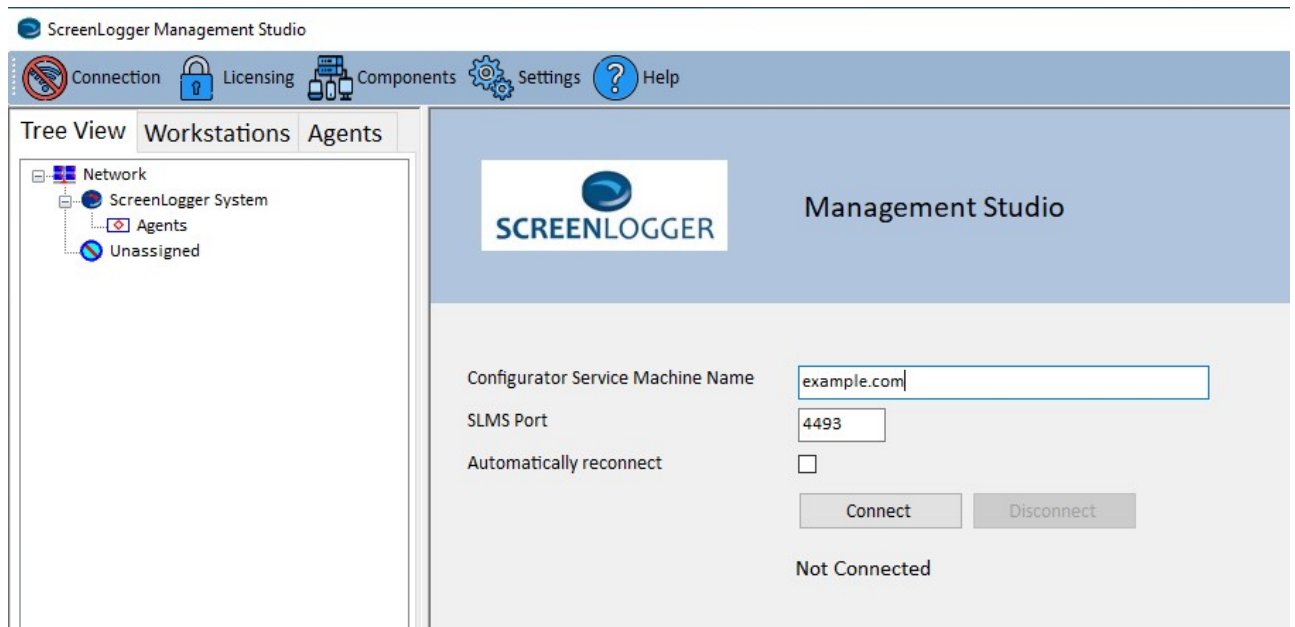 ScreenLogger Management Studio
Connection Licensing Components Settings Help
Tree View Workstations Agents
Network
ScreenLogger System
Agents
Unassigned
SCREENLOGGER
Management Studio
Configurator Service Machine Name example.com
SLMS Port 4493
Automatically reconnect
Connect Disconnect
Not Connected